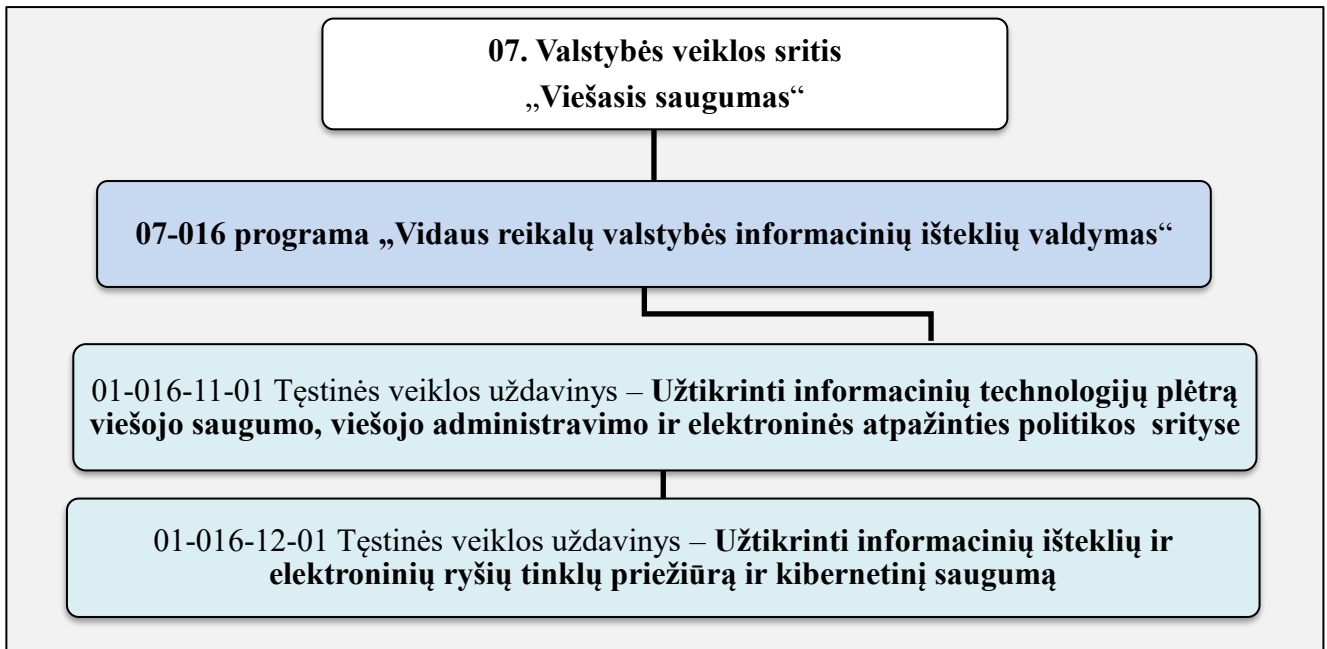 07. Valstybės veiklos sritis
„Viešasis saugumas“
07-016 programa „Vidaus reikalų valstybės informacinių išteklių valdymas“
01-016-11-01 Tęstinės veiklos uždavinys – Užtikrinti informacinių technologijų plėtrą
viešojo saugumo, viešojo administravimo ir elektroninės atpažinties politikos srityse
01-016-12-01 Tęstinės veiklos uždavinys – Užtikrinti informacinių išteklių ir
elektroninių ryšių tinklų priežiūrą ir kibernetinį saugumą